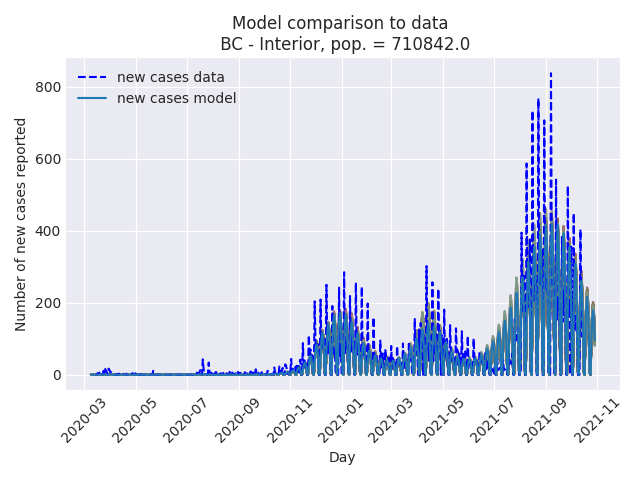 Model comparison to data
BC - Interior, pop. = 710842.0
new cases data
new cases model
Number of new cases reported
800
600
400
200
0
2020-03
2020-05
2020-07
2020-09
2020-11
2021-01
2021-03
2021-05
2021-07
2021-09
2021-11
Day